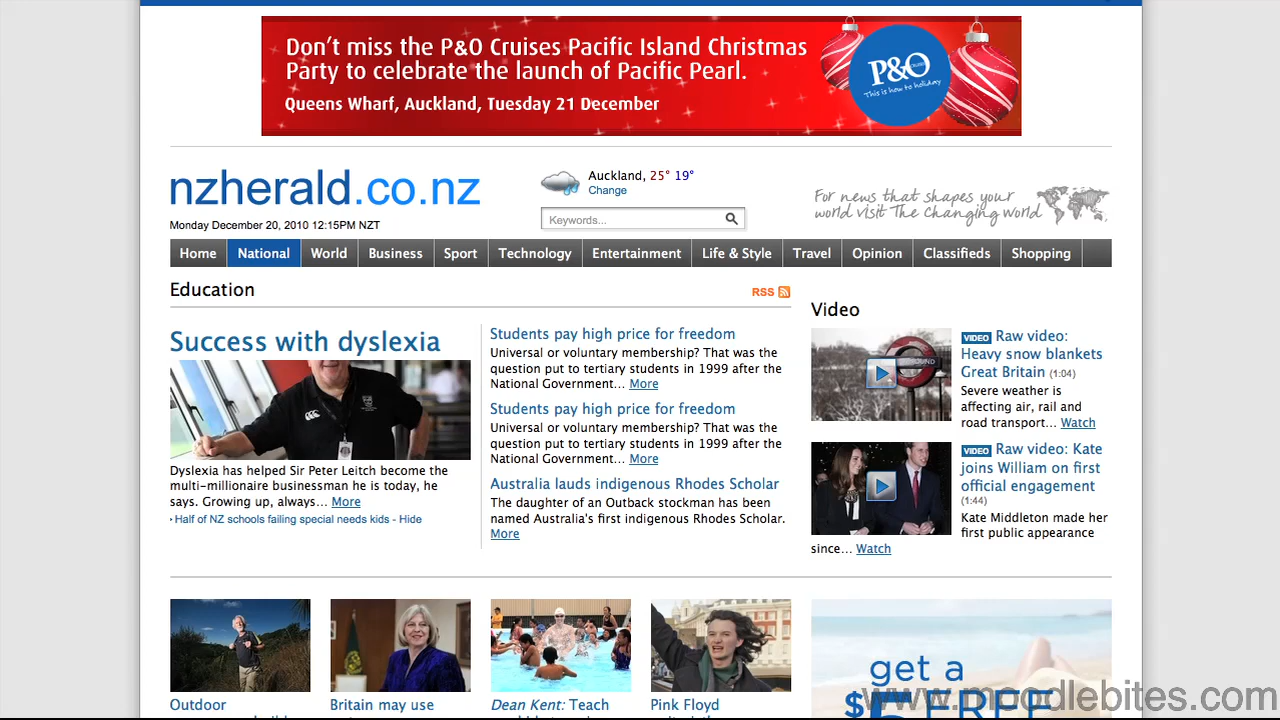 Don't miss the P&O Cruises Pacific Island Christmas
Party to celebrate the launch of Pacific Pearl.
Queens Wharf, Auckland, Tuesday 21 December
P&O
CRUISES
This is how to holiday
nzherald.co.nz
Monday December 20, 2010 12:15PM NZT
Auckland, 25° 19°
Change
Keywords...
For news that shapes your
world visit The Changing World
Home National World Business Sport Technology Entertainment Life & Style Travel Opinion Classifieds Shopping
Education
RSS
Success with dyslexia
Dyslexia has helped Sir Peter Leitch become the
multi-millionaire businessman he is today, he
says. Growing up, always... More
Half of NZ schools failing special needs kids - Hide
Students pay high price for freedom
Universal or voluntary membership? That was the
question put to tertiary students in 1999 after the
National Government... More
Students pay high price for freedom
Universal or voluntary membership? That was the
question put to tertiary students in 1999 after the
National Government... More
Australia lauds indigenous Rhodes Scholar
The daughter of an Outback stockman has been
named Australia's first indigenous Rhodes Scholar.
More
Video
VIDEO Raw video:
Heavy snow blankets
Great Britain (1:04)
Severe weather is
affecting air, rail and
road transport... Watch
VIDEO Raw video: Kate
joins William on first
official engagement
(1:44)
Kate Middleton made her
first public appearance
since... Watch
Outdoor
Britain may use
Dean Kent: Teach
Pink Floyd
get a
$5 FREE
www.moodlebites.com